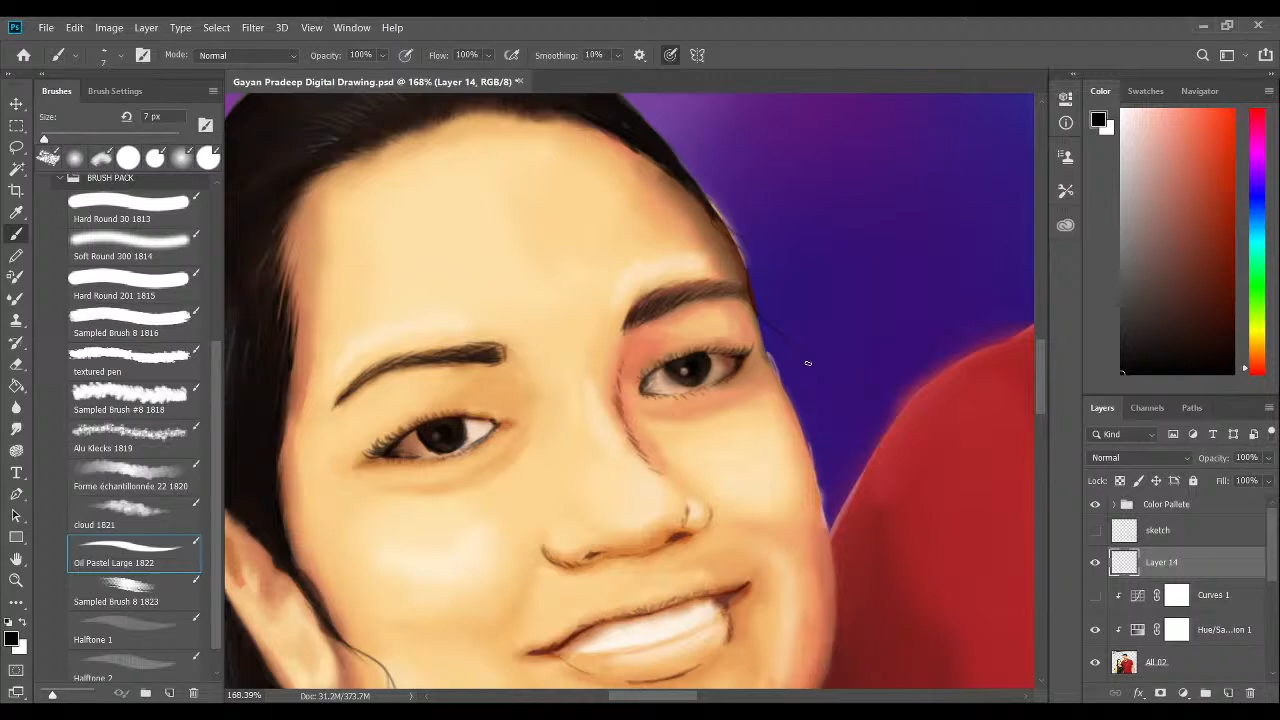 File Edit Image Layer Type Select Filter 3D View Window Help
7 Mode: Normal Opacity: 100% Flow: 100% Smoothing: 10%
Brushes Brush Settings
Gayan Pradeep Digital Drawing.psd @ 168% (Layer 14, RGB/8) *
Size: 7 px
BRUSH PACK
Hard Round 30 1813
Soft Round 300 1814
Hard Round 201 1815
Sampled Brush 8 1816
textured pen
Sampled Brush #8 1818
Alu Klecks 1819
Forme échantillonnée 22 1820
cloud 1821
Oil Pastel Large 1822
Sampled Brush 8 1823
Halftone 1
Halftone 2
168.39% Doc: 31.2M/373.7M
Color Swatches Navigator
Layers Channels Paths
Kind
Normal Opacity: 100%
Lock: Fill: 100%
Color Pallete
sketch
Layer 14
Curves 1
Hue/Sa...ion 1
All 02